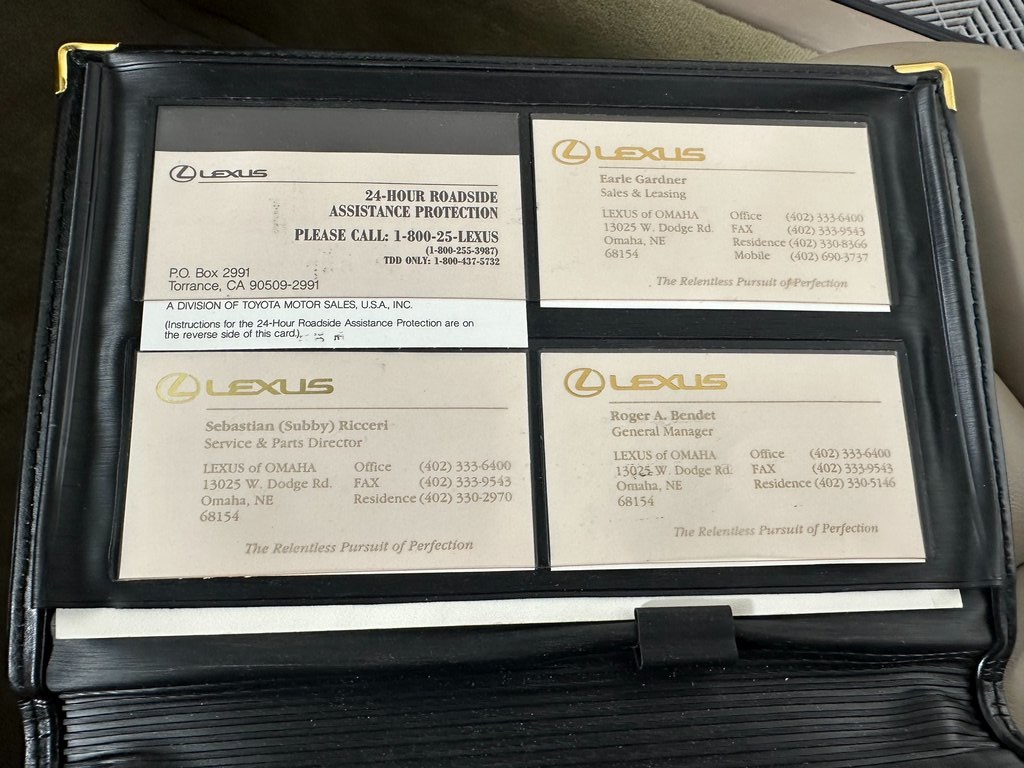 LEXUS
24-HOUR ROADSIDE
ASSISTANCE PROTECTION
PLEASE CALL: 1-800-25-LEXUS
(1-800-255-3987)
TDD ONLY: 1-800-437-5732
P.O. Box 2991
Torrance, CA 90509-2991
A DIVISION OF TOYOTA MOTOR SALES, U.S.A., INC.
(Instructions for the 24-Hour Roadside Assistance Protection are on
the reverse side of this card.)
LEXUS
Earle Gardner
Sales & Leasing
LEXUS of OMAHA Office (402) 333-6400
13025 W. Dodge Rd. FAX (402) 333-9543
Omaha, NE Residence (402) 330-8366
68154 Mobile (402) 690-3737
The Relentless Pursuit of Perfection
LEXUS
Sebastian (Subby) Ricceri
Service & Parts Director
LEXUS of OMAHA Office (402) 333-6400
13025 W. Dodge Rd. FAX (402) 333-9543
Omaha, NE Residence (402) 330-2970
68154
The Relentless Pursuit of Perfection
LEXUS
Roger A. Bendet
General Manager
LEXUS of OMAHA Office (402) 333-6400
13025 W. Dodge Rd. FAX (402) 333-9543
Omaha, NE Residence (402) 330-5146
68154
The Relentless Pursuit of Perfection